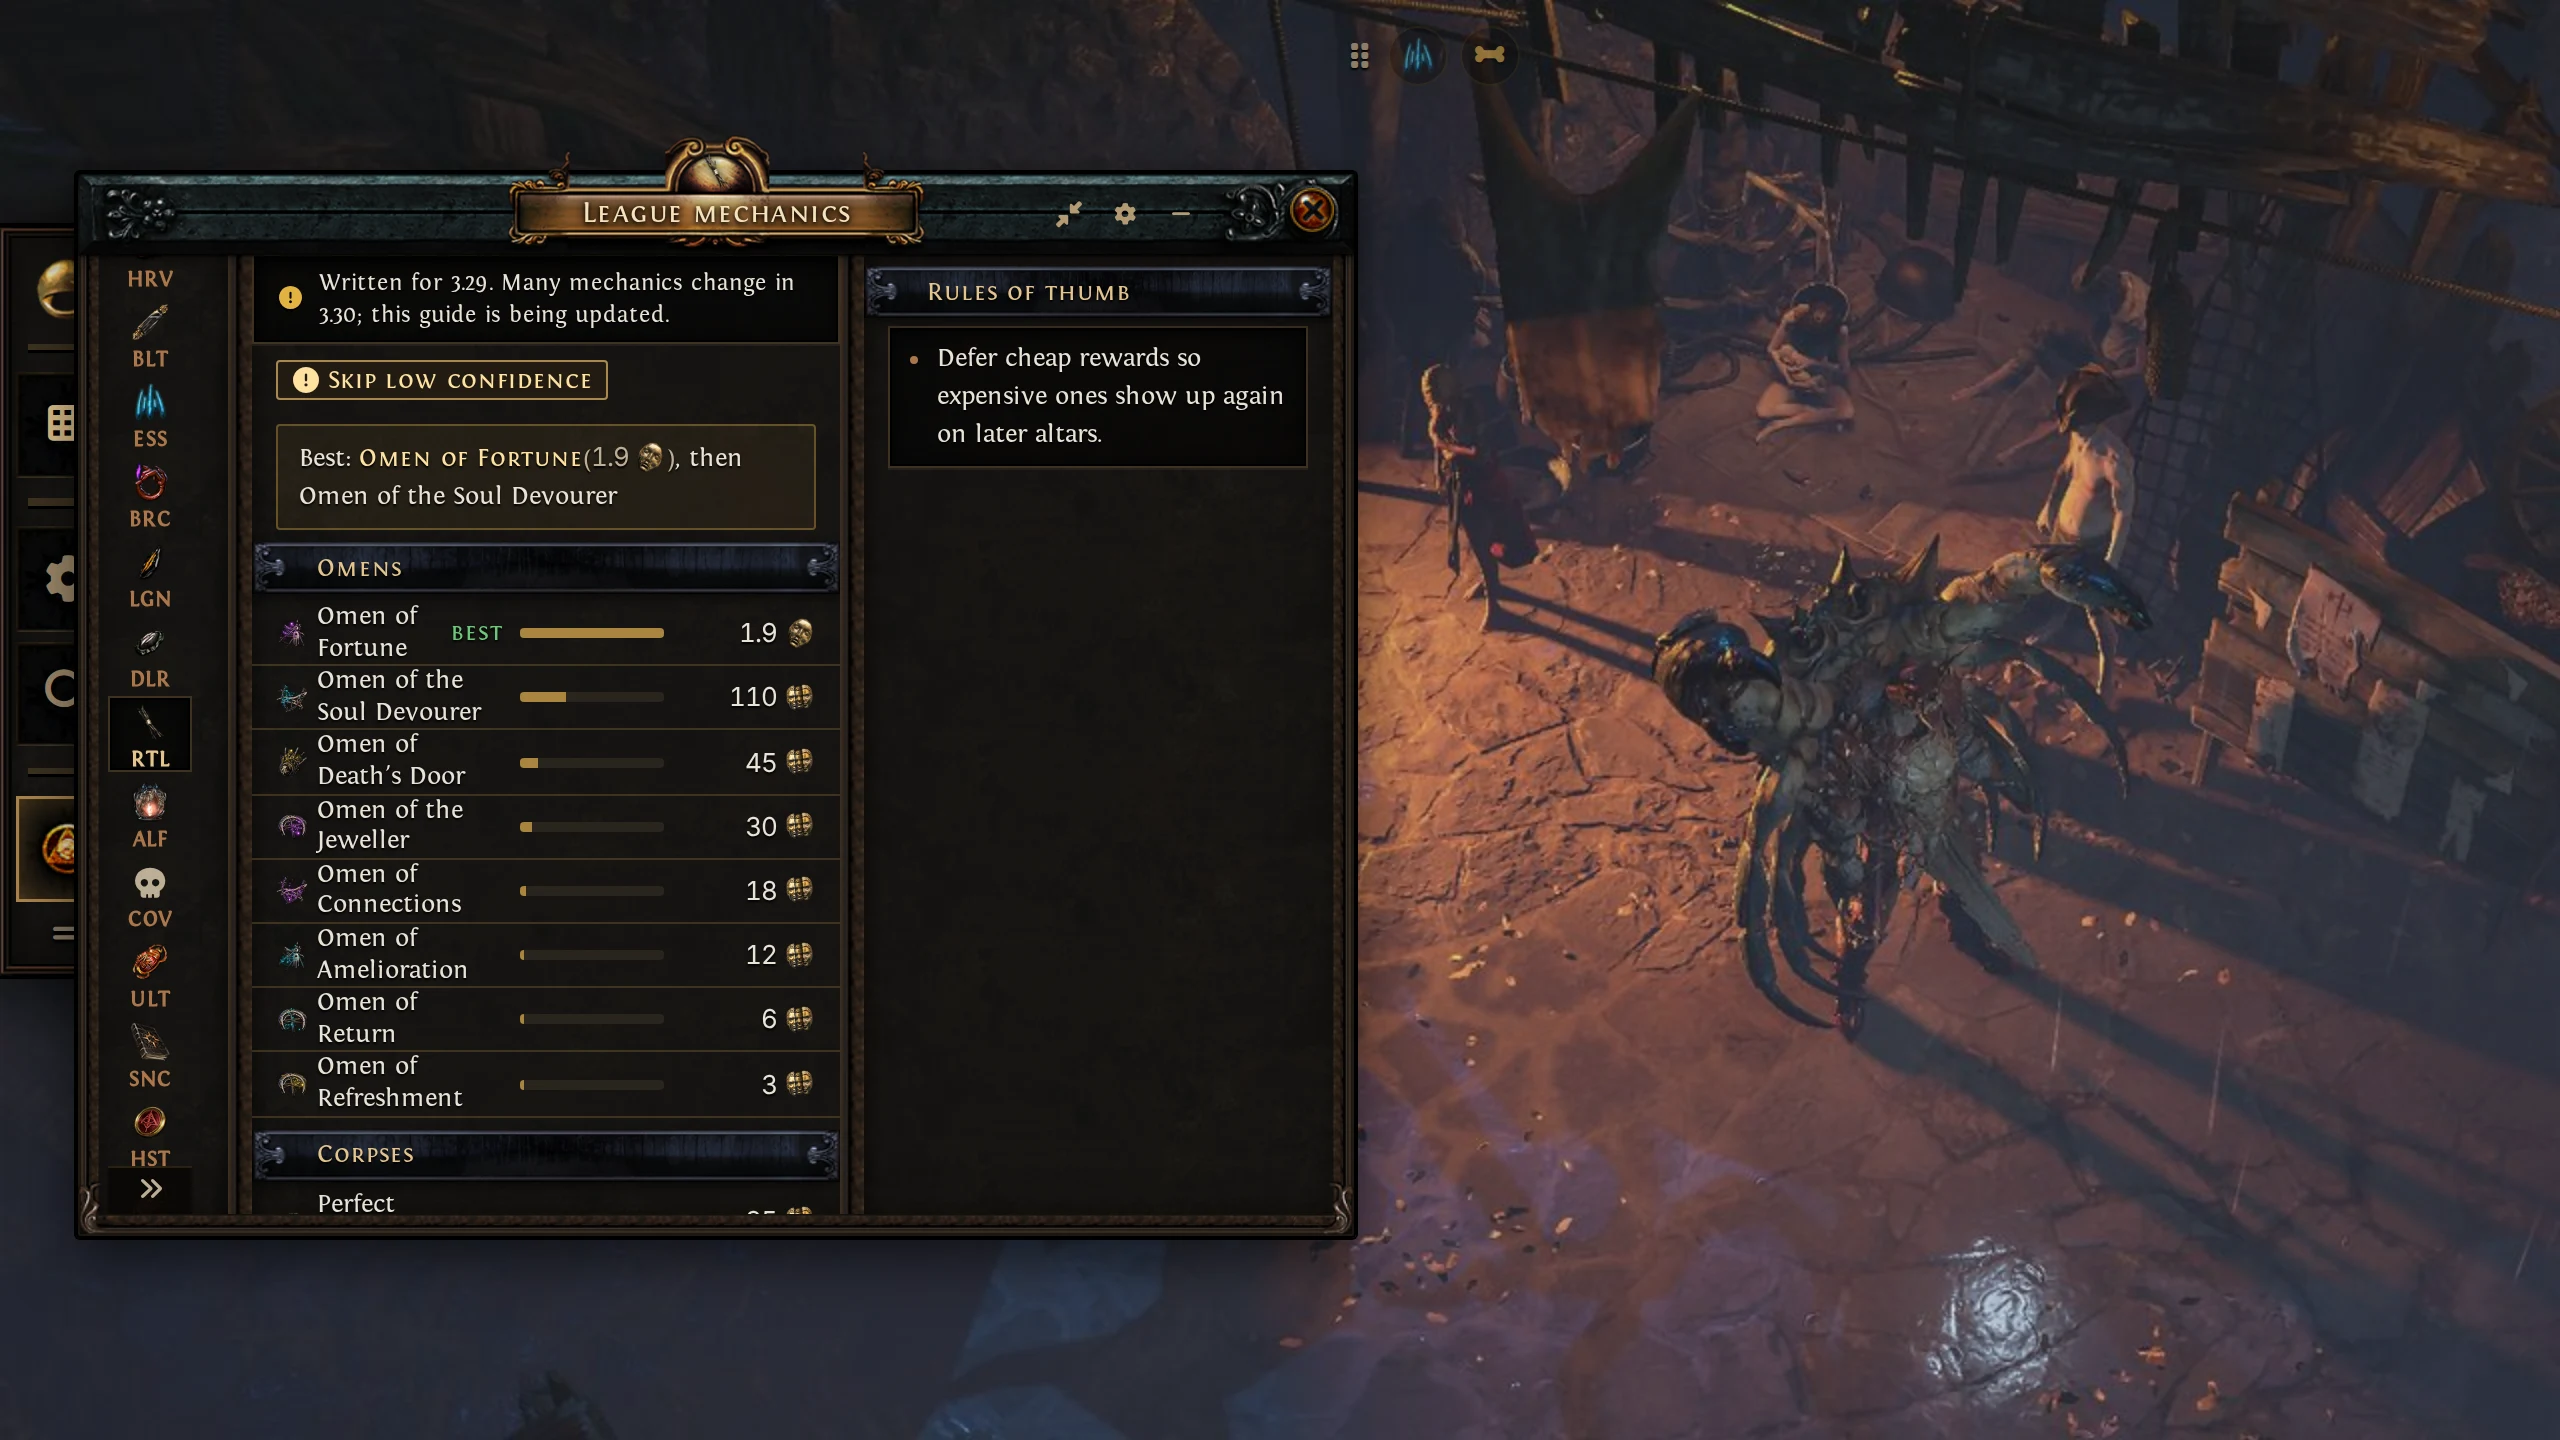 LEAGUE MECHANICS
HRV
BLT
ESS
BRC
LGN
DLR
RTL
ALF
COV
ULT
SNC
HST
Written for 3.29. Many mechanics change in
3.30; this guide is being updated.
SKIP LOW CONFIDENCE
Best: OMEN OF FORTUNE(1.9 ), then
Omen of the Soul Devourer
OMENS
Omen of
Fortune BEST 1.9
Omen of the
Soul Devourer 110
Omen of
Death's Door 45
Omen of the
Jeweller 30
Omen of
Connections 18
Omen of
Amelioration 12
Omen of
Return 6
Omen of
Refreshment 3
CORPSES
Perfect
RULES OF THUMB
• Defer cheap rewards so
expensive ones show up again
on later altars.